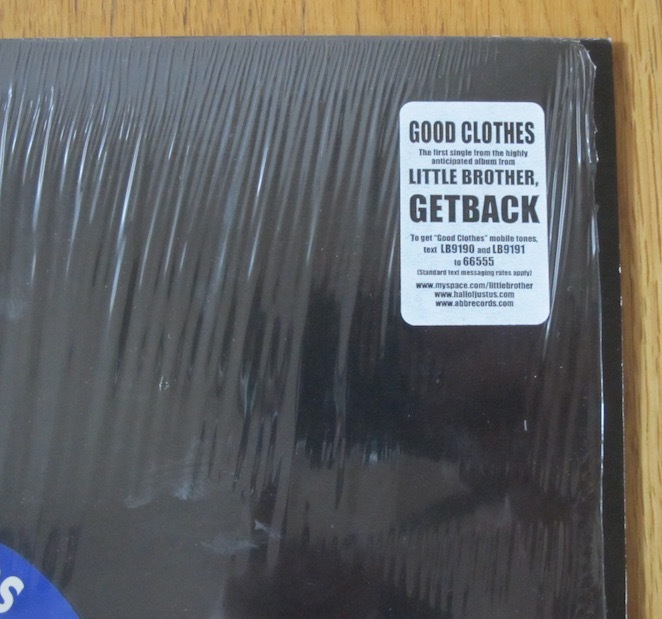 GOOD CLOTHES
The first single from the highly
anticipated album from
LITTLE BROTHER,
GETBACK
To get "Good Clothes" mobile tones,
text LB9190 and LB9191
to 66555
(Standard text messaging rates apply)
www.myspace.com/littlebrother
www.hallofjustus.com
www.abbrecords.com